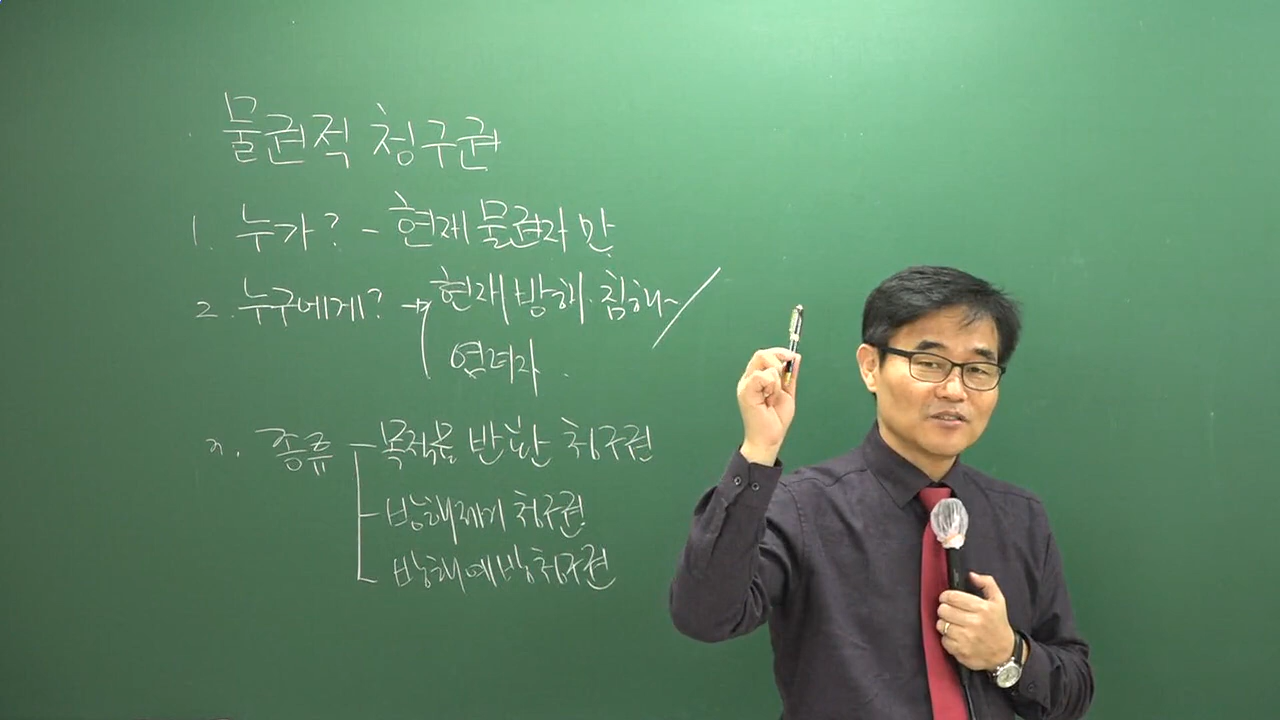 물권적 청구권
1. 누가? - 현재 물권자 만
2. 누구에게? → 현재 방해. 침해~
염려자.
3. 종류 - 목적물 반환 청구권
- 방해제거 청구권
방해예방청구권